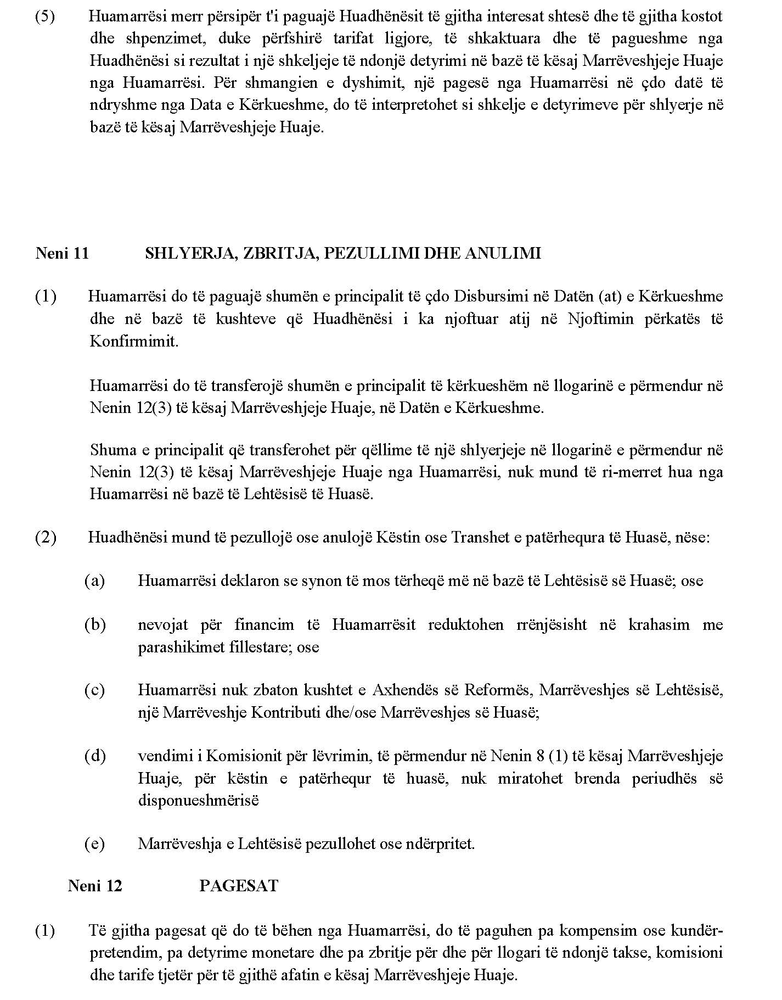 (5) Huamarrësi merr përsipër t'i paguajë Huadhënësit të gjitha interesat shtesë dhe të gjitha kostot
dhe shpenzimet, duke përfshirë tarifat ligjore, të shkaktuara dhe të pagueshme nga
Huadhënësi si rezultat i një shkeljeje të ndonjë detyrimi në bazë të kësaj Marrëveshjeje Huaje
nga Huamarrësi. Për shmangien e dyshimit, një pagesë nga Huamarrësi në çdo datë të
ndryshme nga Data e Kërkueshme, do të interpretohet si shkelje e detyrimeve për shlyerje në
bazë të kësaj Marrëveshjeje Huaje.
Neni 11 SHLYERJA, ZBRITJA, PEZULLIMI DHE ANULIMI
(1) Huamarrësi do të paguajë shumën e principalit të çdo Disbursimi në Datën (at) e Kërkueshme
dhe në bazë të kushteve që Huadhënësi i ka njoftuar atij në Njoftimin përkatës të
Konfirmimit.
Huamarrësi do të transferojë shumën e principalit të kërkueshëm në llogarinë e përmendur në
Nenin 12(3) të kësaj Marrëveshjeje Huaje, në Datën e Kërkueshme.
Shuma e principalit që transferohet për qëllime të një shlyerjeje në llogarinë e përmendur në
Nenin 12(3) të kësaj Marrëveshjeje Huaje nga Huamarrësi, nuk mund të ri-merret hua nga
Huamarrësi në bazë të Lehtësisë të Huasë.
(2) Huadhënësi mund të pezullojë ose anulojë Këstin ose Transhet e patërhequra të Huasë, nëse:
(a) Huamarrësi deklaron se synon të mos tërheqë më në bazë të Lehtësisë së Huasë; ose
(b) nevojat për financim të Huamarrësit reduktohen rrënjësisht në krahasim me
parashikimet fillestare; ose
(c) Huamarrësi nuk zbaton kushtet e Axhendës së Reformës, Marrëveshjes së Lehtësisë,
një Marrëveshje Kontributi dhe/ose Marrëveshjes së Huasë;
(d) vendimi i Komisionit për lëvrimin, të përmendur në Nenin 8 (1) të kësaj Marrëveshjeje
Huaje, për këstin e patërhequr të huasë, nuk miratohet brenda periudhës së
disponueshmërisë
(e) Marrëveshja e Lehtësisë pezullohet ose ndërpritet.
Neni 12 PAGESAT
(1) Të gjitha pagesat që do të bëhen nga Huamarrësi, do të paguhen pa kompensim ose kundër-
pretendim, pa detyrime monetare dhe pa zbritje për dhe për llogari të ndonjë takse, komisioni
dhe tarife tjetër për të gjithë afatin e kësaj Marrëveshjeje Huaje.